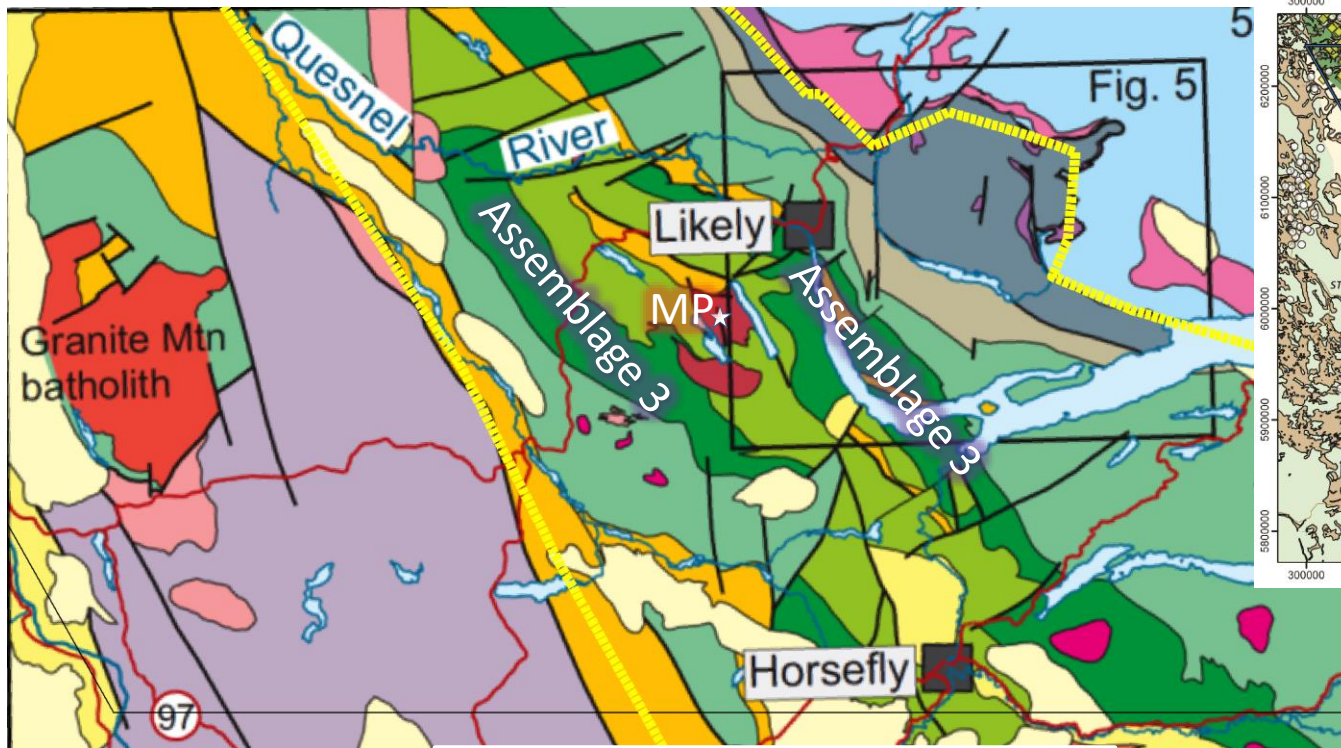 Quesnel
River
5
Fig. 5
Likely
Assemblage 3
Assemblage 3
MP
Granite Mtn
batholith
Horsefly
97
300000
6200000
6100000
6000000
5900000
5800000
300000
ST